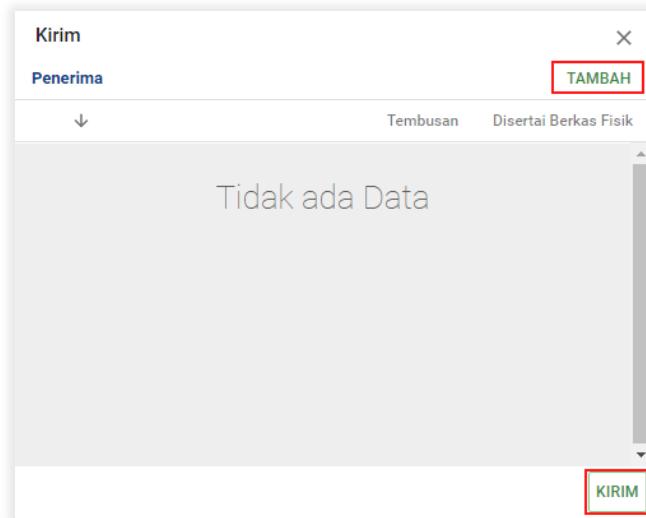 Kirim
Penerima TAMBAH
Tembusan Disertai Berkas Fisik
Tidak ada Data
KIRIM